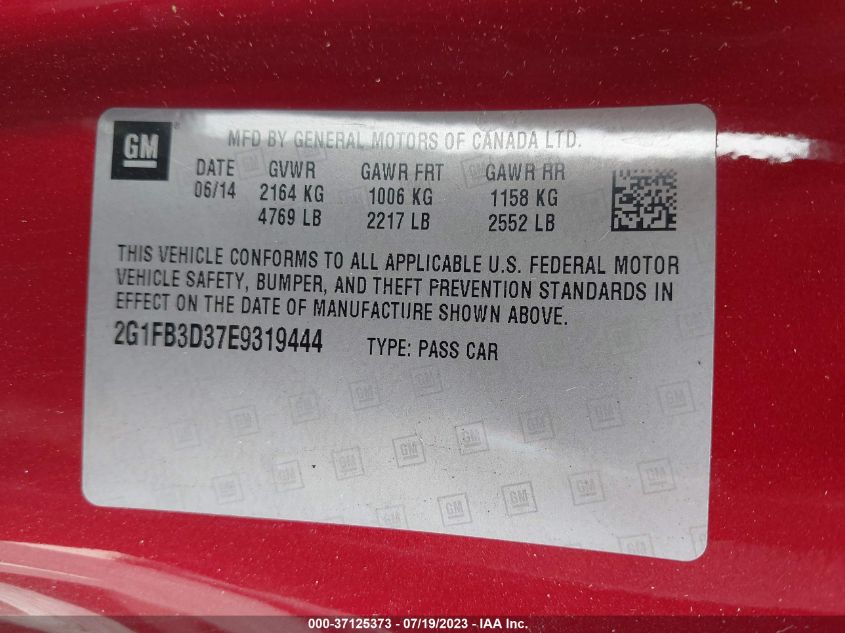 GM
MFD BY GENERAL MOTORS OF CANADA LTD.
DATE GVWR GAWR FRT GAWR RR
06/14 2164 KG 1006 KG 1158 KG
4769 LB 2217 LB 2552 LB
THIS VEHICLE CONFORMS TO ALL APPLICABLE U.S. FEDERAL MOTOR
VEHICLE SAFETY, BUMPER, AND THEFT PREVENTION STANDARDS IN
EFFECT ON THE DATE OF MANUFACTURE SHOWN ABOVE.
2G1FB3D37E9319444 TYPE: PASS CAR
000-37125373 - 07/19/2023 - IAA Inc.